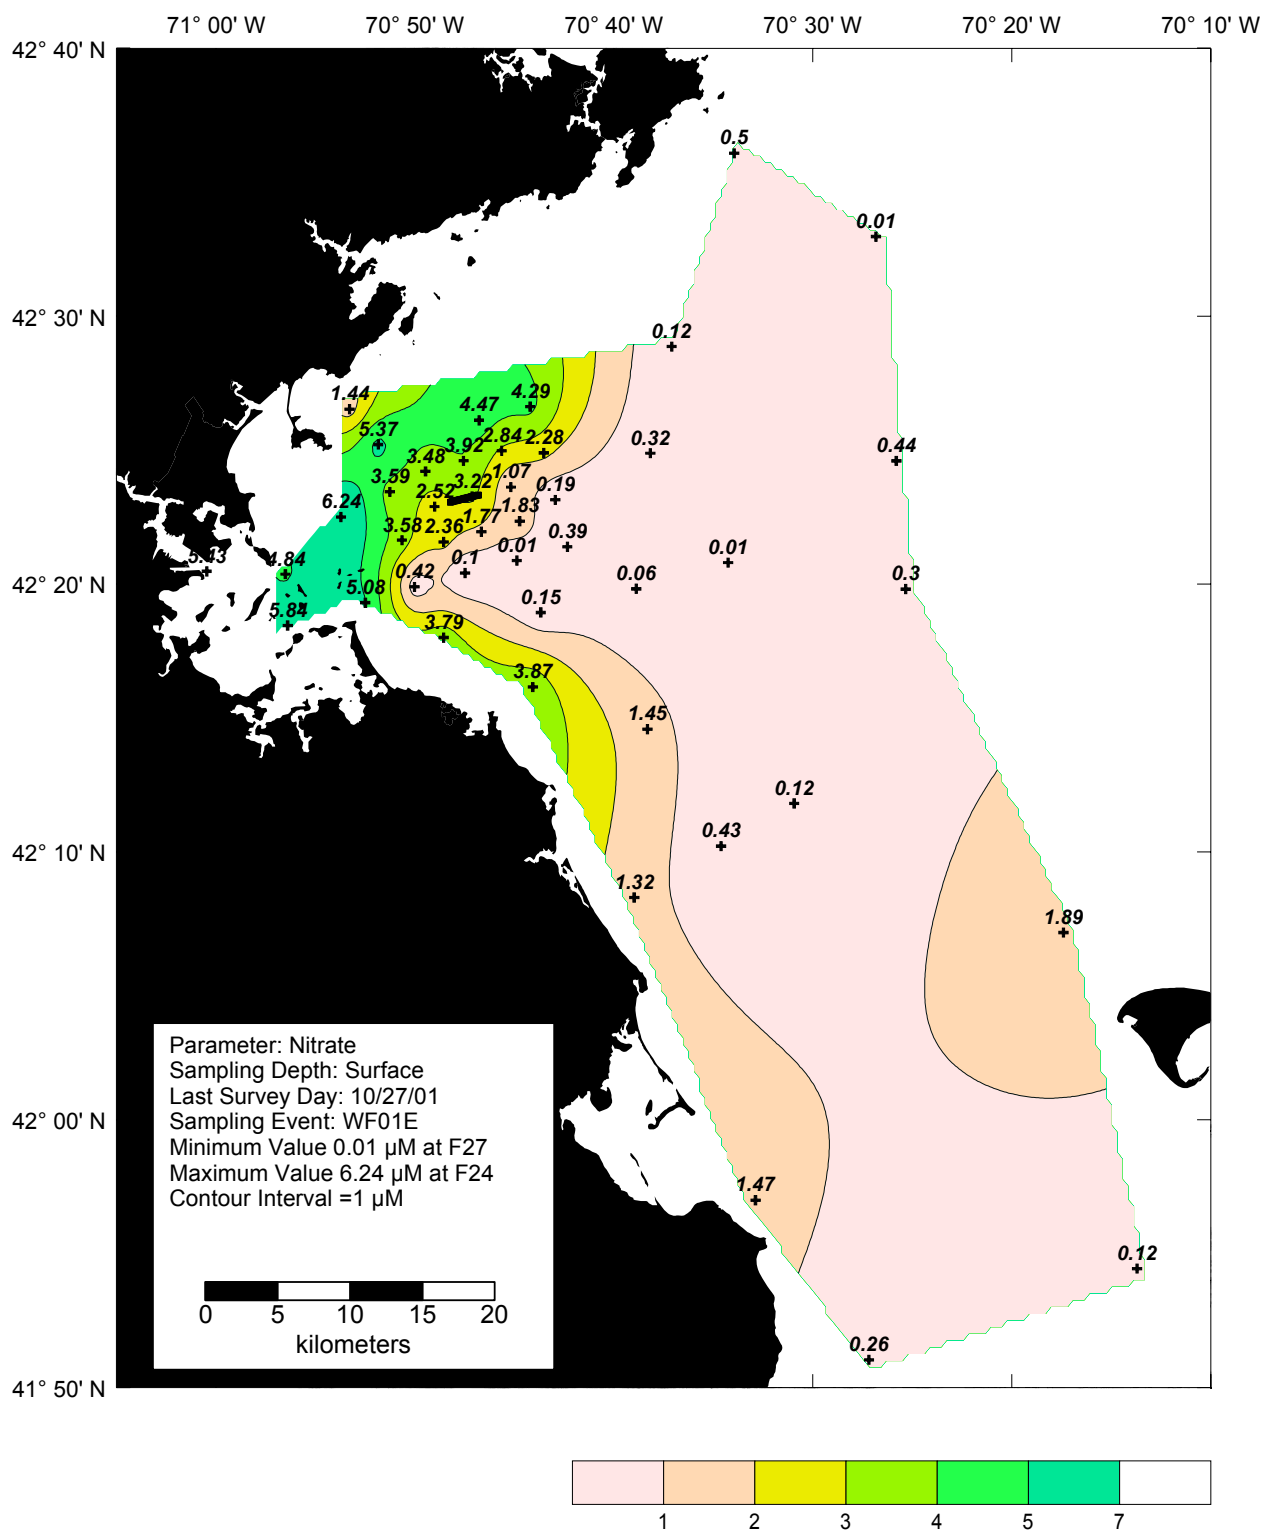 71° 00' W 70° 50' W 70° 40' W 70° 30' W 70° 20' W 70° 10' W
42° 40' N
0.5
0.01
42° 30' N
0.12
1.44
4.29
4.47
5.37
2.84 2.28
0.32
3.92
0.44
3.48
3.59
3.22
1.07
2.52
0.19
6.24
1.83
1.77
3.58 2.36
0.39
0.01
0.01
5.43
4.84
0.1
0.42
42° 20' N
0.06
0.3
5.08
0.15
5.84
3.79
3.87
1.45
0.12
0.43
42° 10' N
1.32
1.89
Parameter: Nitrate
Sampling Depth: Surface
Last Survey Day: 10/27/01
Sampling Event: WF01E
Minimum Value 0.01 µM at F27
Maximum Value 6.24 µM at F24
Contour Interval =1 µM
42° 00' N
1.47
0.12
0 5 10 15 20
kilometers
0.26
41° 50' N
1 2 3 4 5 7